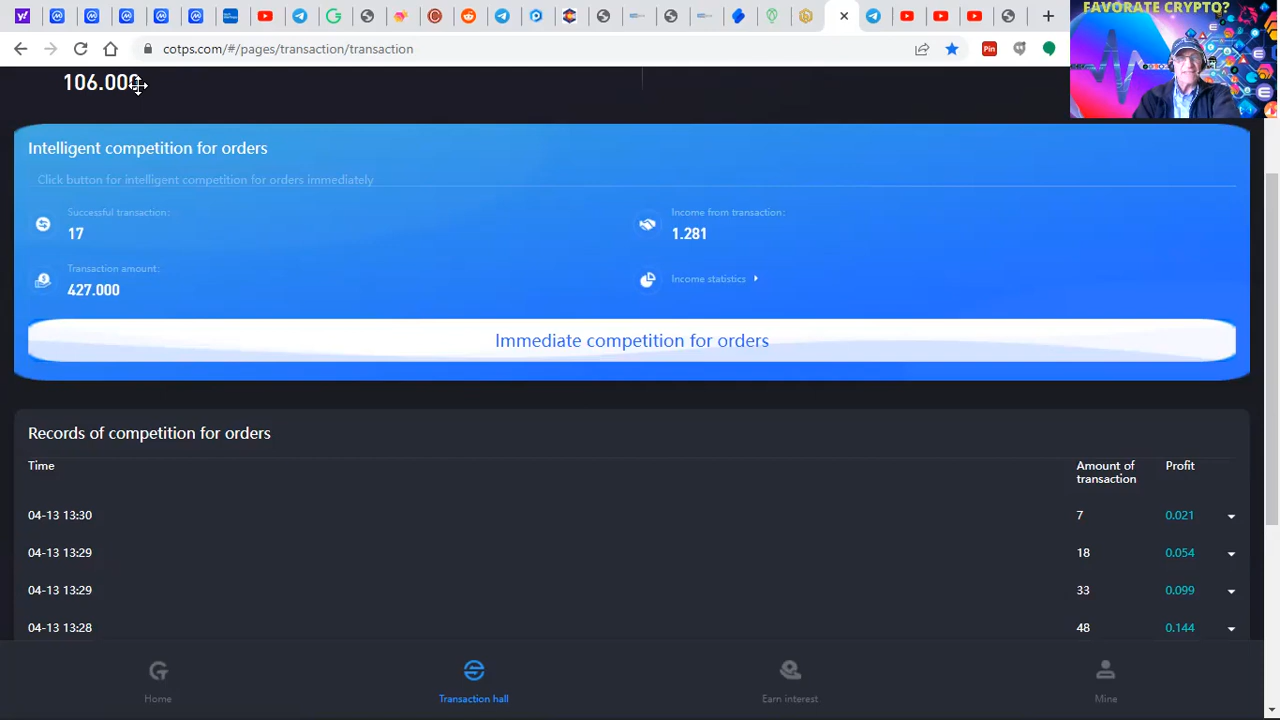 FAVORATE CRYPTO?
cotps.com/#/pages/transaction/transaction
Pin
106.000
Intelligent competition for orders
Click button for intelligent competition for orders immediately
Successful transaction:
17
Income from transaction:
1.281
Transaction amount:
427.000
Income statistics
Immediate competition for orders
Records of competition for orders
Time
Amount of
transaction
Profit
04-13 13:30
7
0.021
04-13 13:29
18
0.054
04-13 13:29
33
0.099
04-13 13:28
48
0.144
Home
Transaction hall
Earn interest
Mine